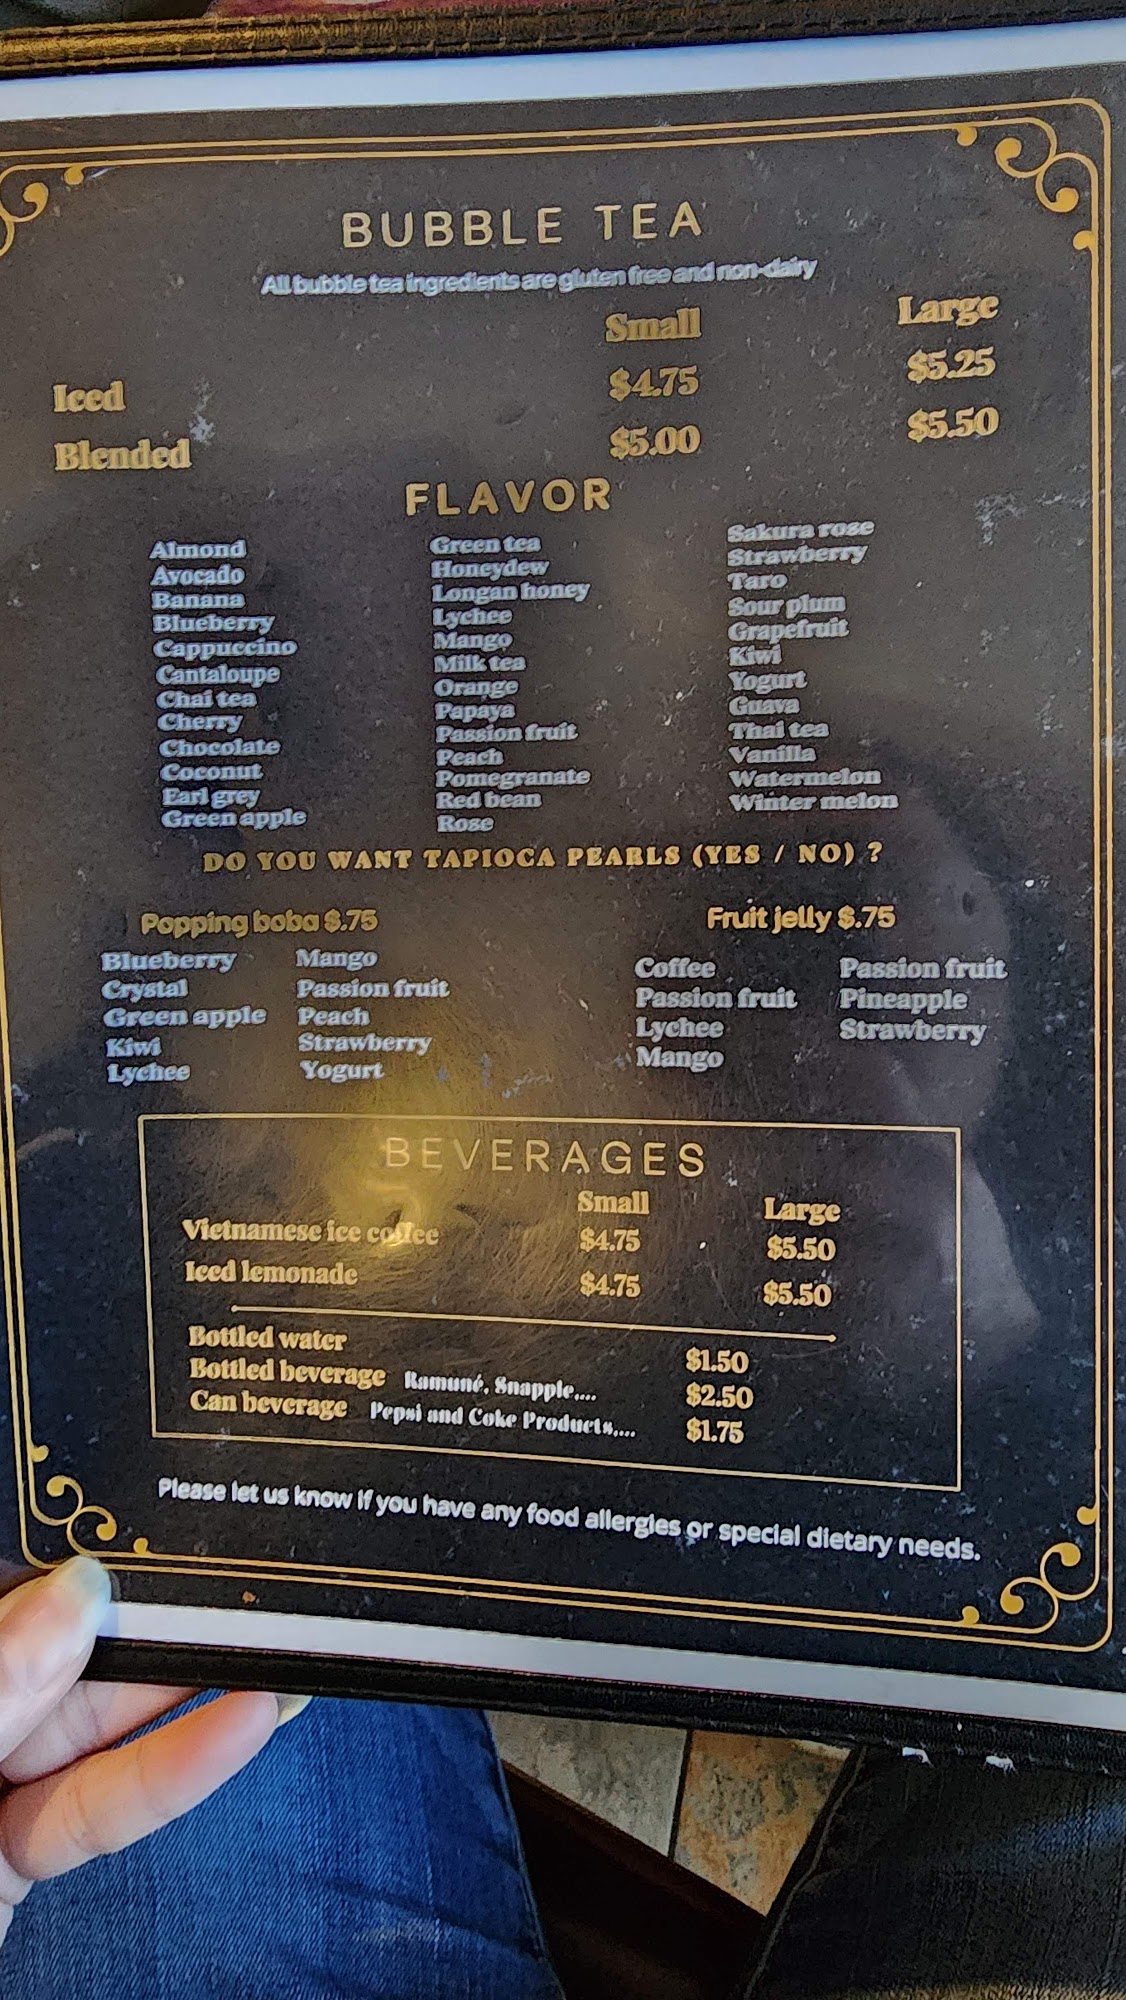 BUBBLE TEA
All bubble tea ingredients are gluten free and non-dairy
Small Large
Iced $4.75 $5.25
Blended $5.00 $5.50
FLAVOR
Almond
Avocado
Banana
Blueberry
Cappuccino
Cantaloupe
Chai tea
Cherry
Chocolate
Coconut
Earl grey
Green apple
Green tea
Honeydew
Longan honey
Lychee
Mango
Milk tea
Orange
Papaya
Passion fruit
Peach
Pomegranate
Red bean
Rose
Sakura rose
Strawberry
Taro
Sour plum
Grapefruit
Kiwi
Yogurt
Guava
Thai tea
Vanilla
Watermelon
Winter melon
DO YOU WANT TAPIOCA PEARLS (YES / NO) ?
Popping boba $.75
Blueberry
Crystal
Green apple
Kiwi
Lychee
Mango
Passion fruit
Peach
Strawberry
Yogurt
Fruit jelly $.75
Coffee
Passion fruit
Lychee
Mango
Passion fruit
Pineapple
Strawberry
BEVERAGES
Small Large
Vietnamese ice coffee $4.75 $5.50
Iced lemonade $4.75 $5.50
Bottled water $1.50
Bottled beverage Ramuné, Snapple,... $2.50
Can beverage Pepsi and Coke Products,... $1.75
Please let us know if you have any food allergies or special dietary needs.